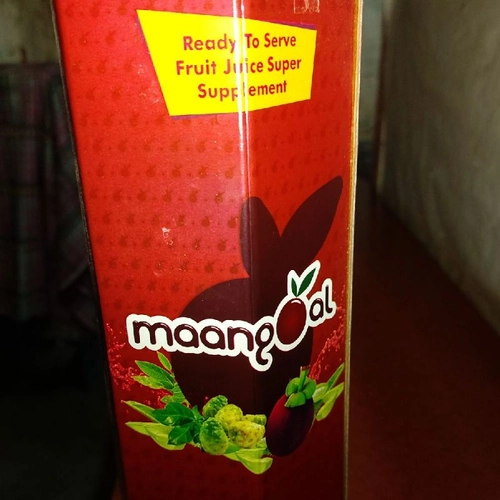 Ready To Serve
Fruit Juice Super
Supplement
maangoal